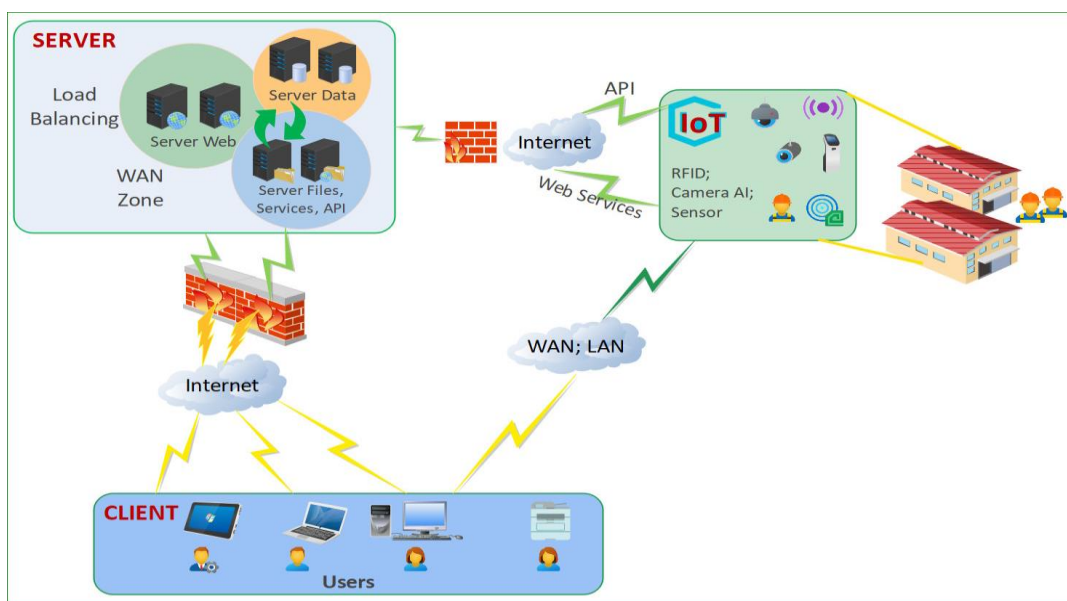 SERVER
Load
Balancing
WAN
Zone
Server Data
Server Web
Server Files,
Services, API
Internet
API
Web Services
IoT
RFID;
Camera AI;
Sensor
WAN; LAN
Internet
CLIENT
Users